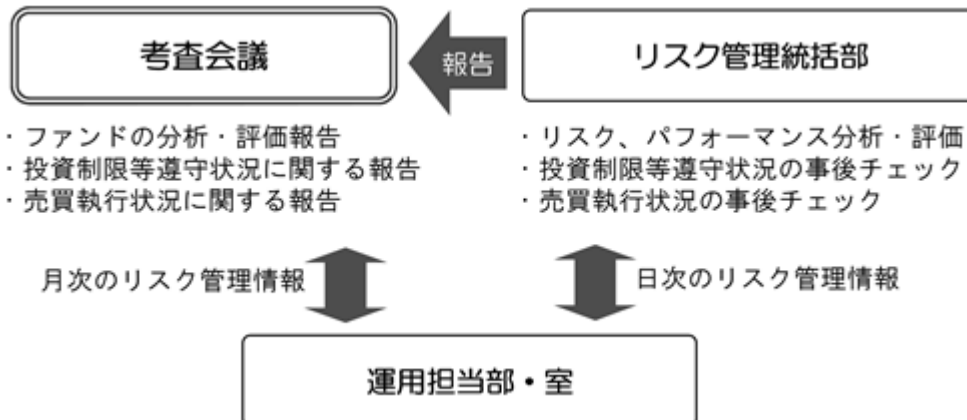 考査会議
報告
リスク管理統括部
・ファンドの分析・評価報告
・投資制限等遵守状況に関する報告
・売買執行状況に関する報告
・リスク、パフォーマンス分析・評価
・投資制限等遵守状況の事後チェック
・売買執行状況の事後チェック
月次のリスク管理情報
日次のリスク管理情報
運用担当部・室